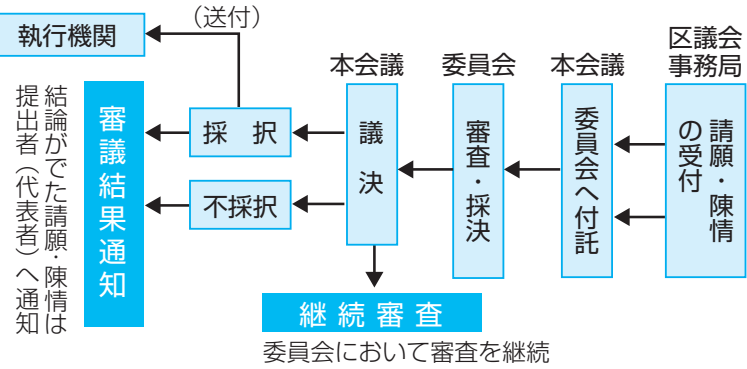 区議会
事務局
請願・陳情
の受付
本会議
委員会へ付託
委員会
審査・採決
本会議
議決
採択
不採択
（送付）
執行機関
審議結果通知
結論がでた請願・陳情は
提出者（代表者）へ通知
継続審査
委員会において審査を継続